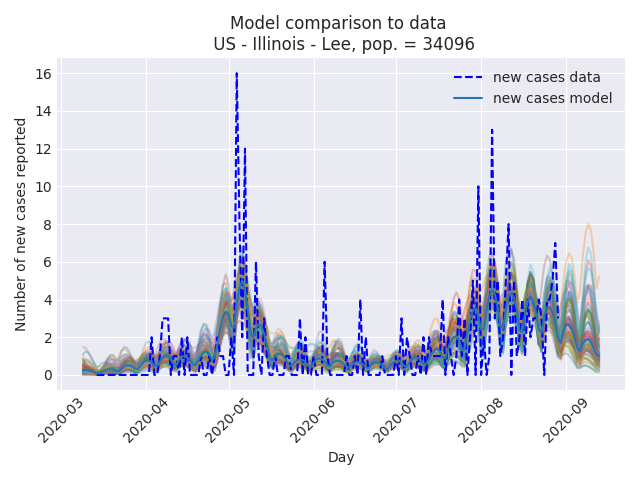 Model comparison to data
US - Illinois - Lee, pop. = 34096
new cases data
new cases model
Number of new cases reported
16
14
12
10
8
6
4
2
0
2020-03
2020-04
2020-05
2020-06
2020-07
2020-08
2020-09
Day